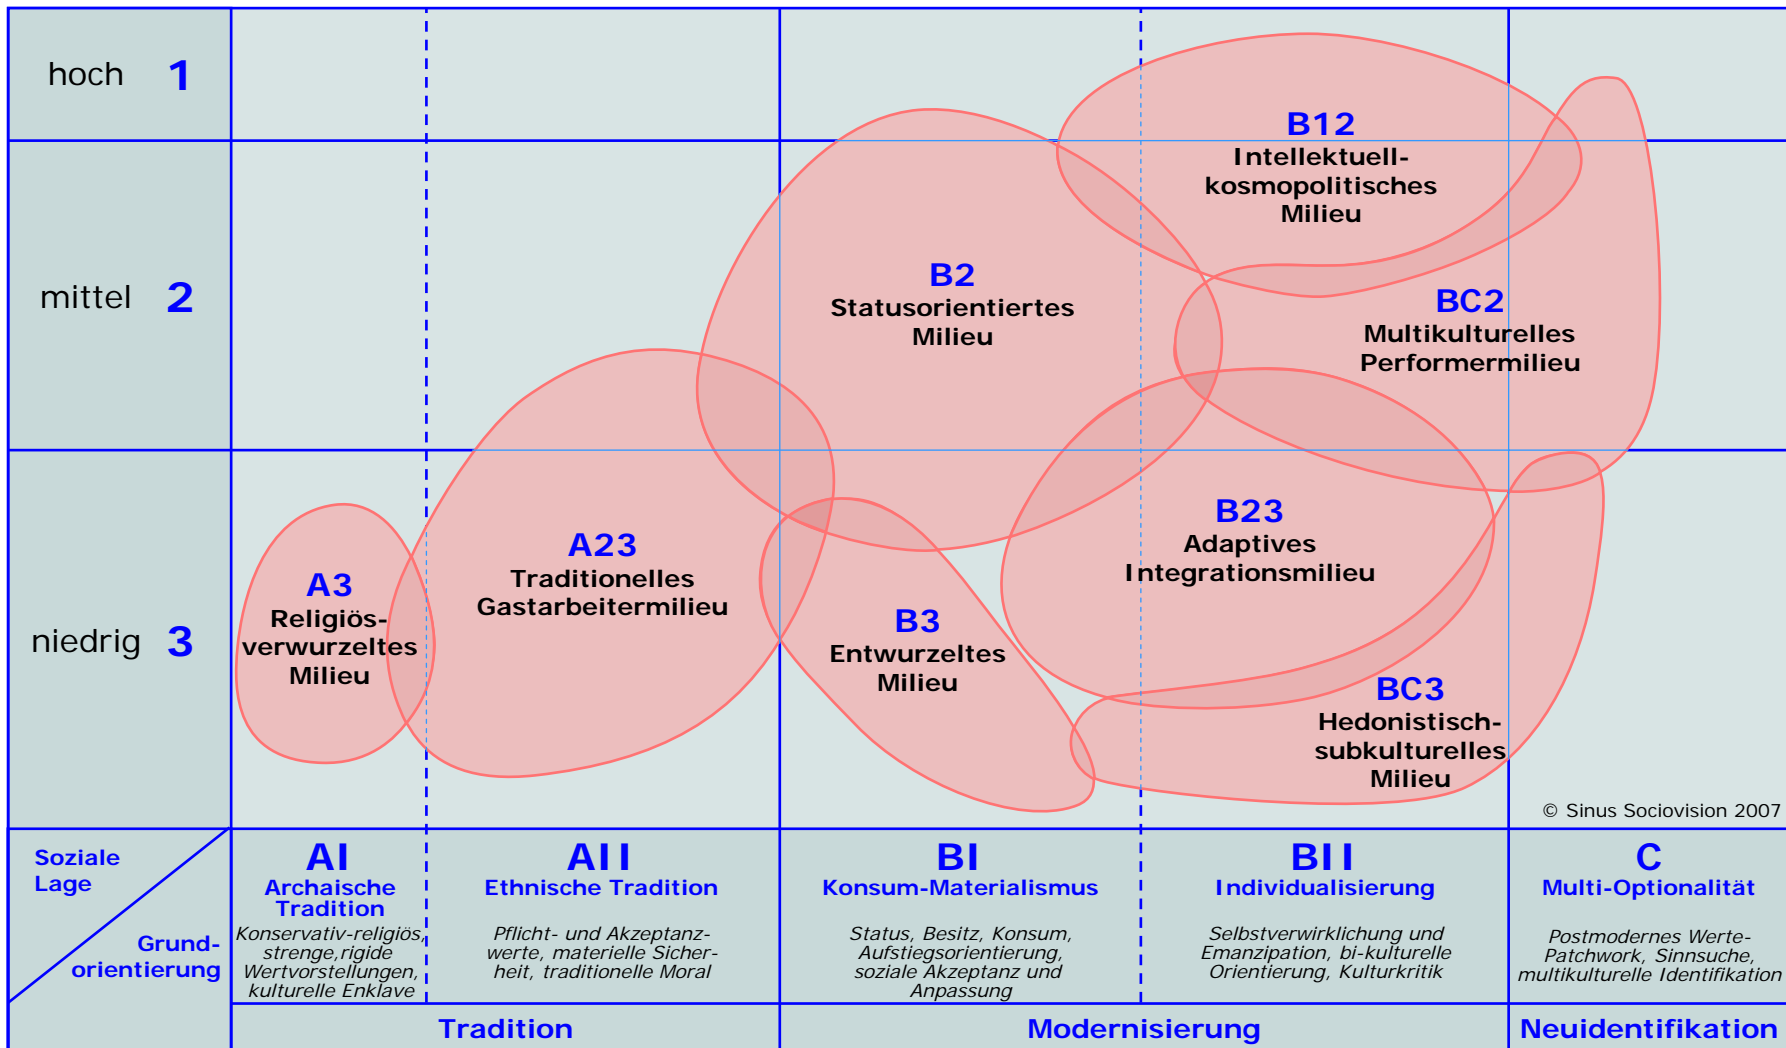 hoch 1
mittel 2
niedrig 3
B12
Intellektuell-
kosmopolitisches
Milieu
B2
Statusorientiertes
Milieu
BC2
Multikulturelles
Performermilieu
A3
Religiös-
verwurzeltes
Milieu
A23
Traditionelles
Gastarbeitermilieu
B3
Entwurzeltes
Milieu
B23
Adaptives
Integrationsmilieu
BC3
Hedonistisch-
subkulturelles
Milieu
© Sinus Sociovision 2007
Soziale
Lage
Grund-
orientierung
AI
Archaische
Tradition
Konservativ-religiös,
strenge,rigide
Wertvorstellungen,
kulturelle Enklave
AII
Ethnische Tradition
Pflicht- und Akzeptanz-
werte, materielle Sicher-
heit, traditionelle Moral
BI
Konsum-Materialismus
Status, Besitz, Konsum,
Aufstiegsorientierung,
soziale Akzeptanz und
Anpassung
BII
Individualisierung
Selbstverwirklichung und
Emanzipation, bi-kulturelle
Orientierung, Kulturkritik
C
Multi-Optionalität
Postmodernes Werte-
Patchwork, Sinnsuche,
multikulturelle Identifikation
Tradition
Modernisierung
Neuidentifikation